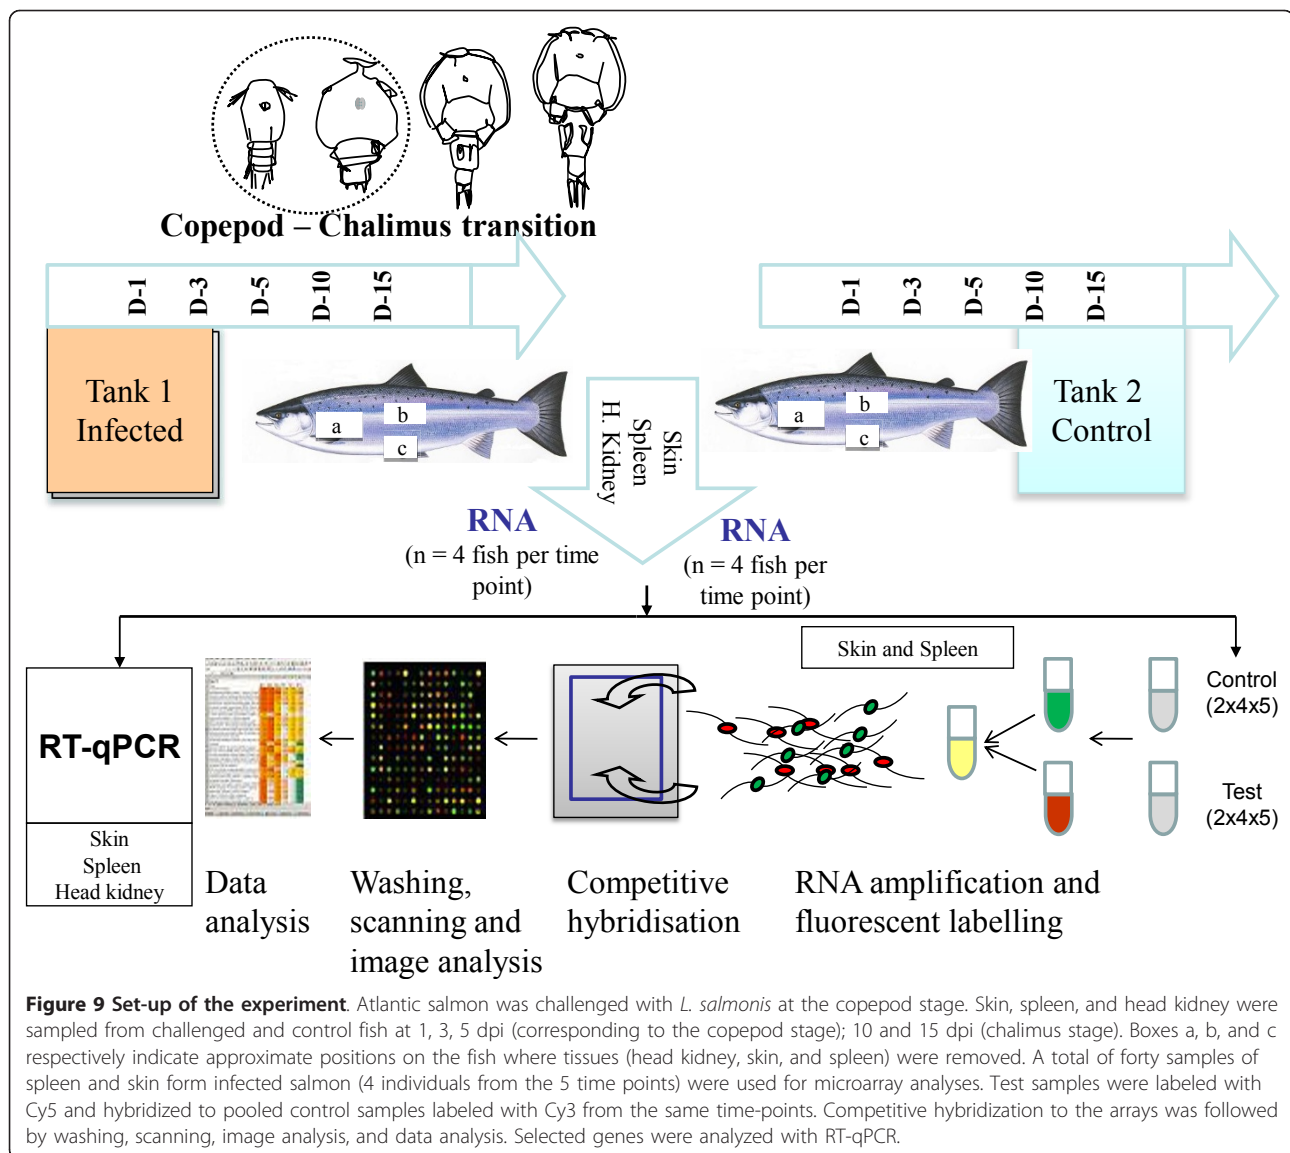 Copepod – Chalimus transition
D-1 D-3 D-5 D-10 D-15
D-1 D-3 D-5 D-10 D-15
Tank 1
Infected
a
b
c
Skin
Spleen
H. Kidney
a
b
c
Tank 2
Control
RNA
(n = 4 fish per time
point)
RNA
(n = 4 fish per
time point)
RT-qPCR
Skin
Spleen
Head kidney
Skin and Spleen
Control
(2x4x5)
Test
(2x4x5)
Data
analysis
Washing,
scanning and
image analysis
Competitive
hybridisation
RNA amplification and
fluorescent labelling
Figure 9 Set-up of the experiment. Atlantic salmon was challenged with L. salmonis at the copepod stage. Skin, spleen, and head kidney were
sampled from challenged and control fish at 1, 3, 5 dpi (corresponding to the copepod stage); 10 and 15 dpi (chalimus stage). Boxes a, b, and c
respectively indicate approximate positions on the fish where tissues (head kidney, skin, and spleen) were removed. A total of forty samples of
spleen and skin form infected salmon (4 individuals from the 5 time points) were used for microarray analyses. Test samples were labeled with
Cy5 and hybridized to pooled control samples labeled with Cy3 from the same time-points. Competitive hybridization to the arrays was followed
by washing, scanning, image analysis, and data analysis. Selected genes were analyzed with RT-qPCR.